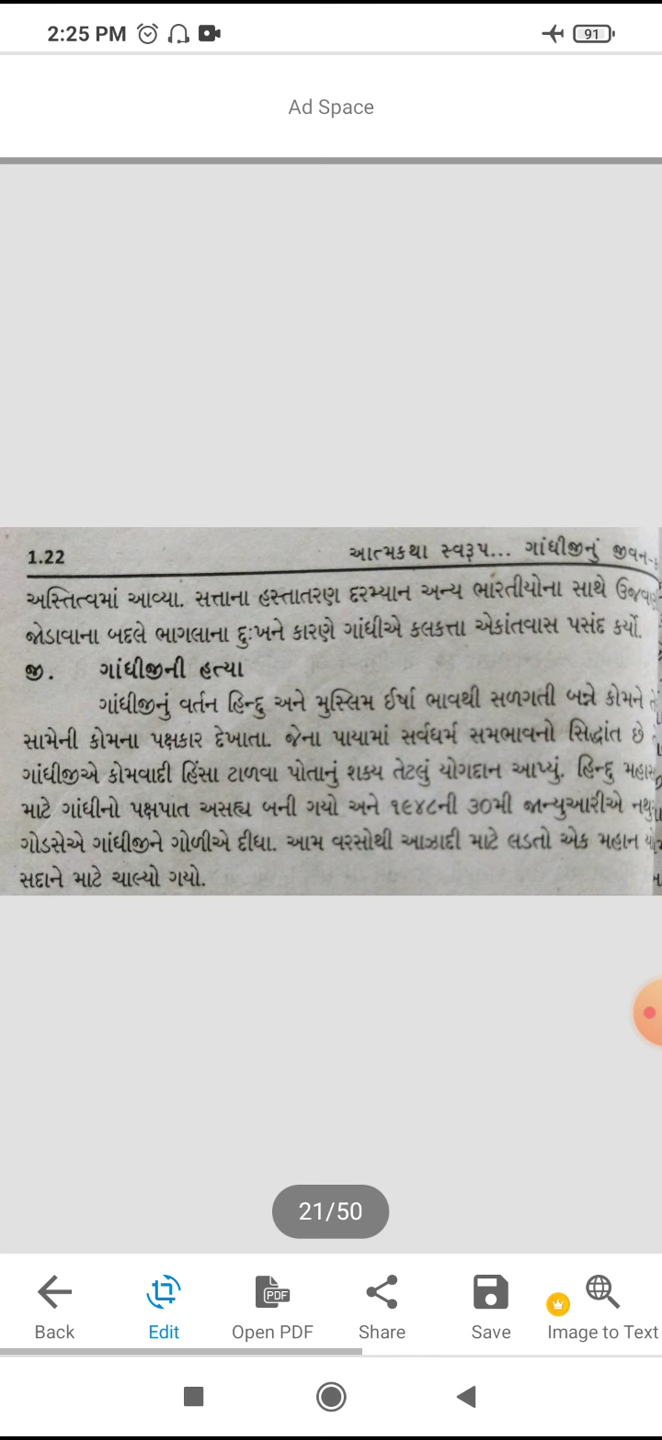 2:25 PM
91
Ad Space
1.22 આત્મકથા સ્વરૂપ... ગાંધીજીનું જીવન-
અસ્તિત્વમાં આવ્યા. સત્તાના હસ્તાતરણ દરમ્યાન અન્ય ભારતીયોના સાથે
જોડાવાના બદલે ભાગલાના દુઃખને કારણે ગાંધીએ કલકત્તા એકાંતવાસ પસંદ કર્યો.
જી. ગાંધીજીની હત્યા
ગાંધીજીનું વર્તન હિન્દુ અને મુસ્લિમ ઈર્ષા ભાવથી સળગતી બન્ને કોમને
સામેની કોમના પક્ષકાર દેખાતા. જેના પાયામાં સર્વધર્મ સમભાવનો સિદ્ધાંત છે
ગાંધીજીએ કોમવાદી હિંસા ટાળવા પોતાનું શક્ય તેટલું યોગદાન આપ્યું. હિન્દુ
માટે ગાંધીનો પક્ષપાત અસહ્ય બની ગયો અને ૧૯૪૮ની ૩૦મી જાન્યુઆરીએ
ગોડસેએ ગાંધીજીને ગોળીએ દીધા. આમ વરસોથી આઝાદી માટે લડતો એક મહાન
સદાને માટે ચાલ્યો ગયો.
21/50
PDF
Back Edit Open PDF Share Save Image to Text